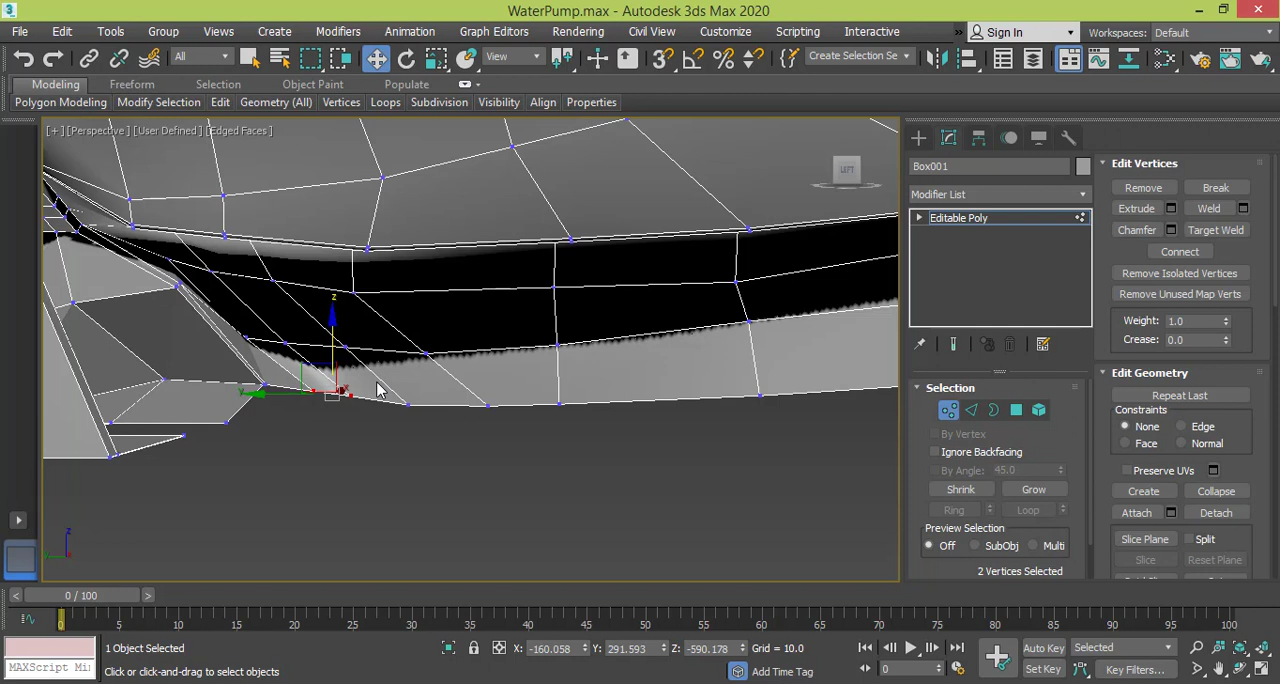 WaterPump.max - Autodesk 3ds Max 2020
File Edit Tools Group Views Create Modifiers Animation Graph Editors Rendering Civil View Customize Scripting Interactive » Sign In Workspaces: Default
All View Create Selection Se
Modeling Freeform Selection Object Paint Populate
Polygon Modeling Modify Selection Edit Geometry (All) Vertices Loops Subdivision Visibility Align Properties
[+] [Perspective] [User Defined] [Edged Faces]
LEFT
z
Box001
Modifier List
Editable Poly
Selection
By Vertex
Ignore Backfacing
By Angle: 45.0
Shrink Grow
Ring Loop
Preview Selection
Off SubObj Multi
2 Vertices Selected
Edit Vertices
Remove Break
Extrude Weld
Chamfer Target Weld
Connect
Remove Isolated Vertices
Remove Unused Map Verts
Weight: 1.0
Crease: 0.0
Edit Geometry
Repeat Last
Constraints
None Edge
Face Normal
Preserve UVs
Create Collapse
Attach Detach
Slice Plane Split
Slice Reset Plane
< 0 / 100 >
0 5 10 15 20 25 30 35 40 45 50 55 60 65 70 75 80 85 90 95 100
1 Object Selected X: -160.058 Y: 291.593 Z: -590.178 Grid = 10.0 Auto Key Selected
MAXScript Mi Click or click-and-drag to select objects Add Time Tag 0 Set Key Key Filters...